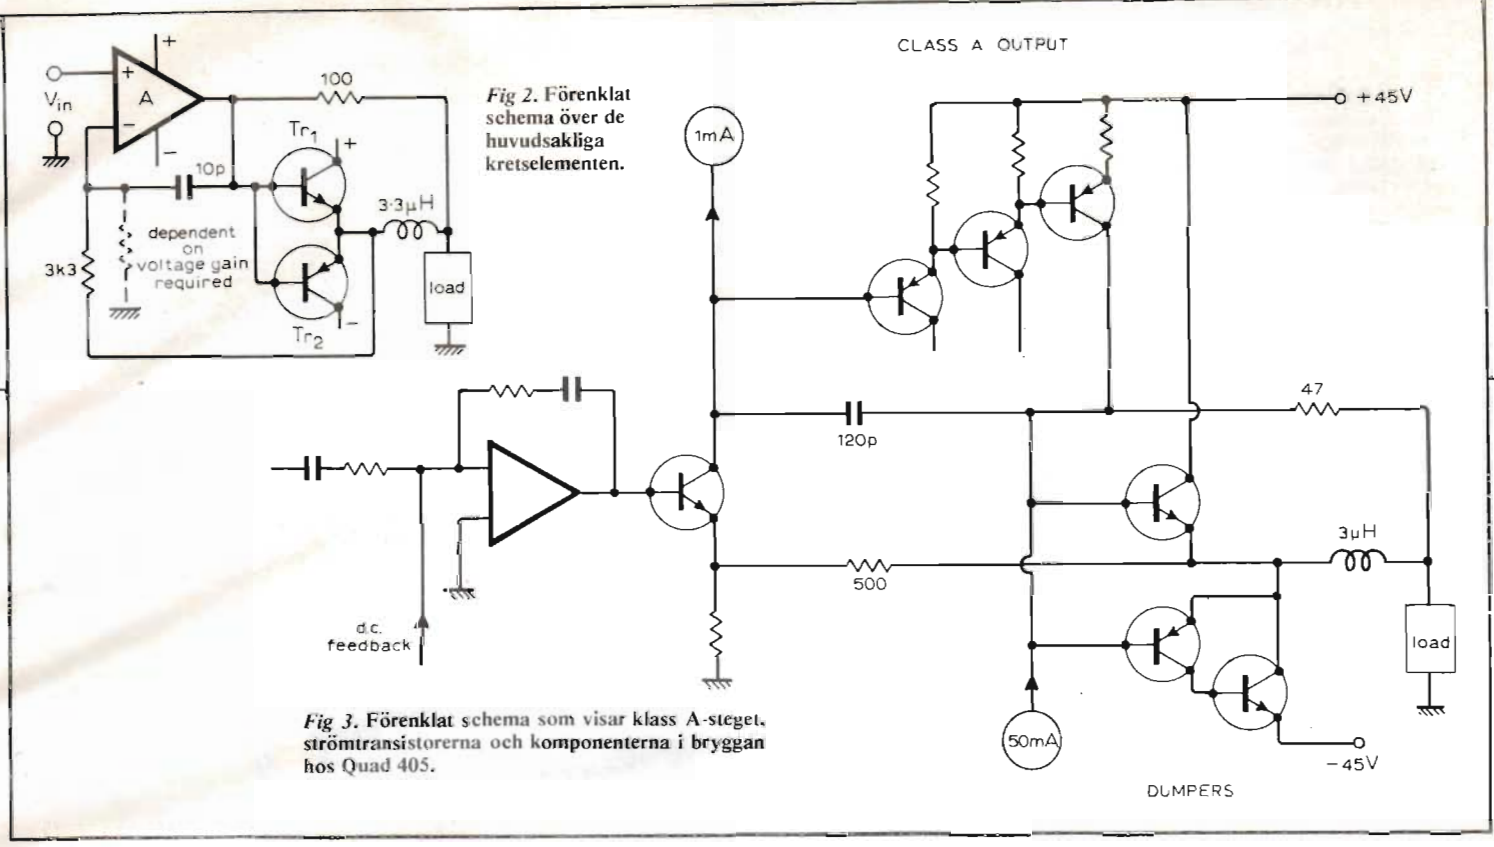 CLASS A OUTPUT
+
100
Fig 2. Förenklat
schema över de
huvudsakliga
kretselementen.
+
A
Vin
−
−
Tr1
+
10p
3·3µH
dependent
on
voltage gain
required
3k3
load
Tr2
−
1mA
+45V
47
120p
3µH
500
d.c.
feedback
load
50mA
−45V
DUMPERS
Fig 3. Förenklat schema som visar klass A-steget,
strömtransistorerna och komponenterna i bryggan
hos Quad 405.